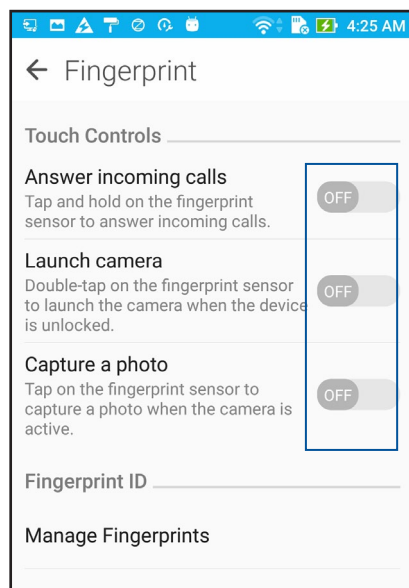 4:25 AM
Fingerprint
Touch Controls
Answer incoming calls
Tap and hold on the fingerprint
sensor to answer incoming calls.
OFF
Launch camera
Double-tap on the fingerprint sensor
to launch the camera when the device
is unlocked.
OFF
Capture a photo
Tap on the fingerprint sensor to
capture a photo when the camera is
active.
OFF
Fingerprint ID
Manage Fingerprints